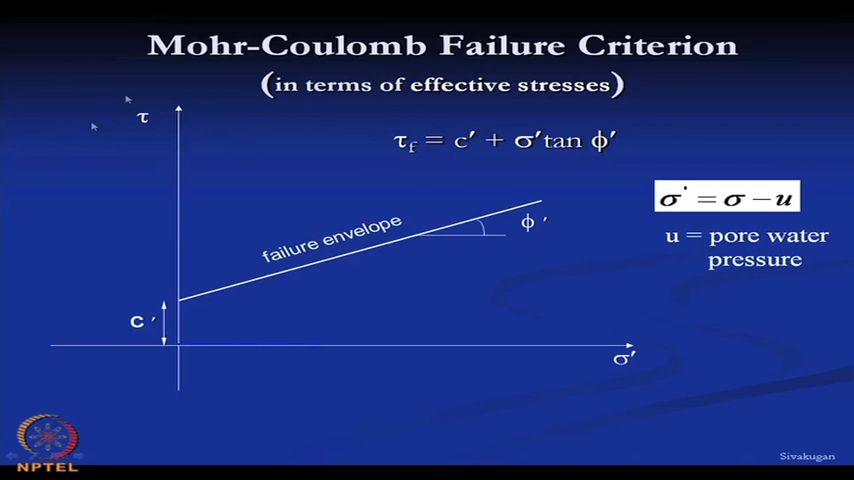 Mohr-Coulomb Failure Criterion
(in terms of effective stresses)
τ
τf = c′ + σ′tan ϕ′
σ' = σ − u
u = pore water
pressure
failure envelope
ϕ ′
C ′
σ′
NPTEL
Sivakugan